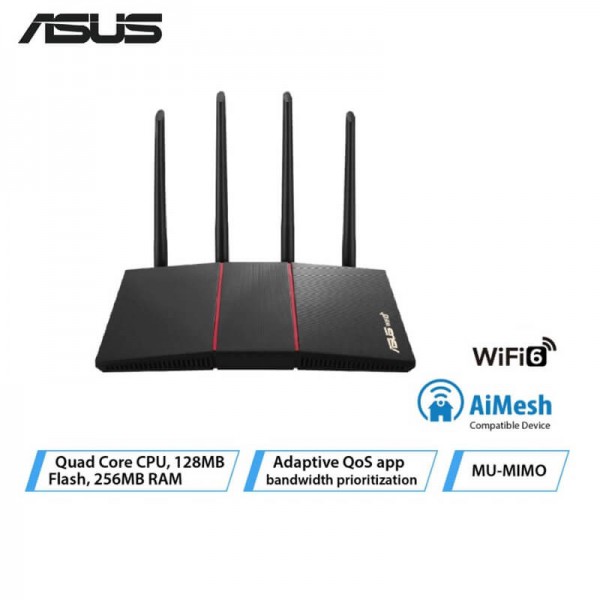 ASUS
ASUS
WiFi6
AiMesh
Compatible Device
Quad Core CPU, 128MB
Flash, 256MB RAM
Adaptive QoS app
bandwidth prioritization
MU-MIMO